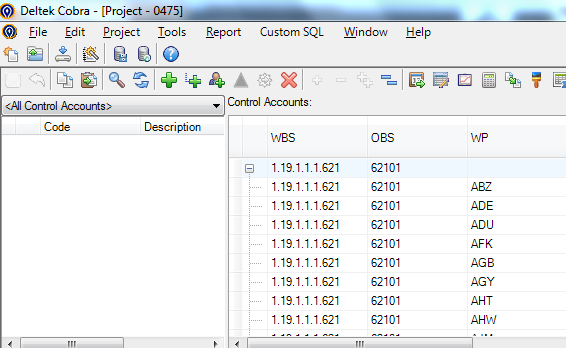 Deltek Cobra - [Project - 0475]
File Edit Project Tools Report Custom SQL Window Help
<All Control Accounts>
Control Accounts:
Code Description
WBS OBS WP
1.19.1.1.1.621 62101
1.19.1.1.1.621 62101 ABZ
1.19.1.1.1.621 62101 ADE
1.19.1.1.1.621 62101 ADU
1.19.1.1.1.621 62101 AFK
1.19.1.1.1.621 62101 AGB
1.19.1.1.1.621 62101 AGY
1.19.1.1.1.621 62101 AHT
1.19.1.1.1.621 62101 AHW